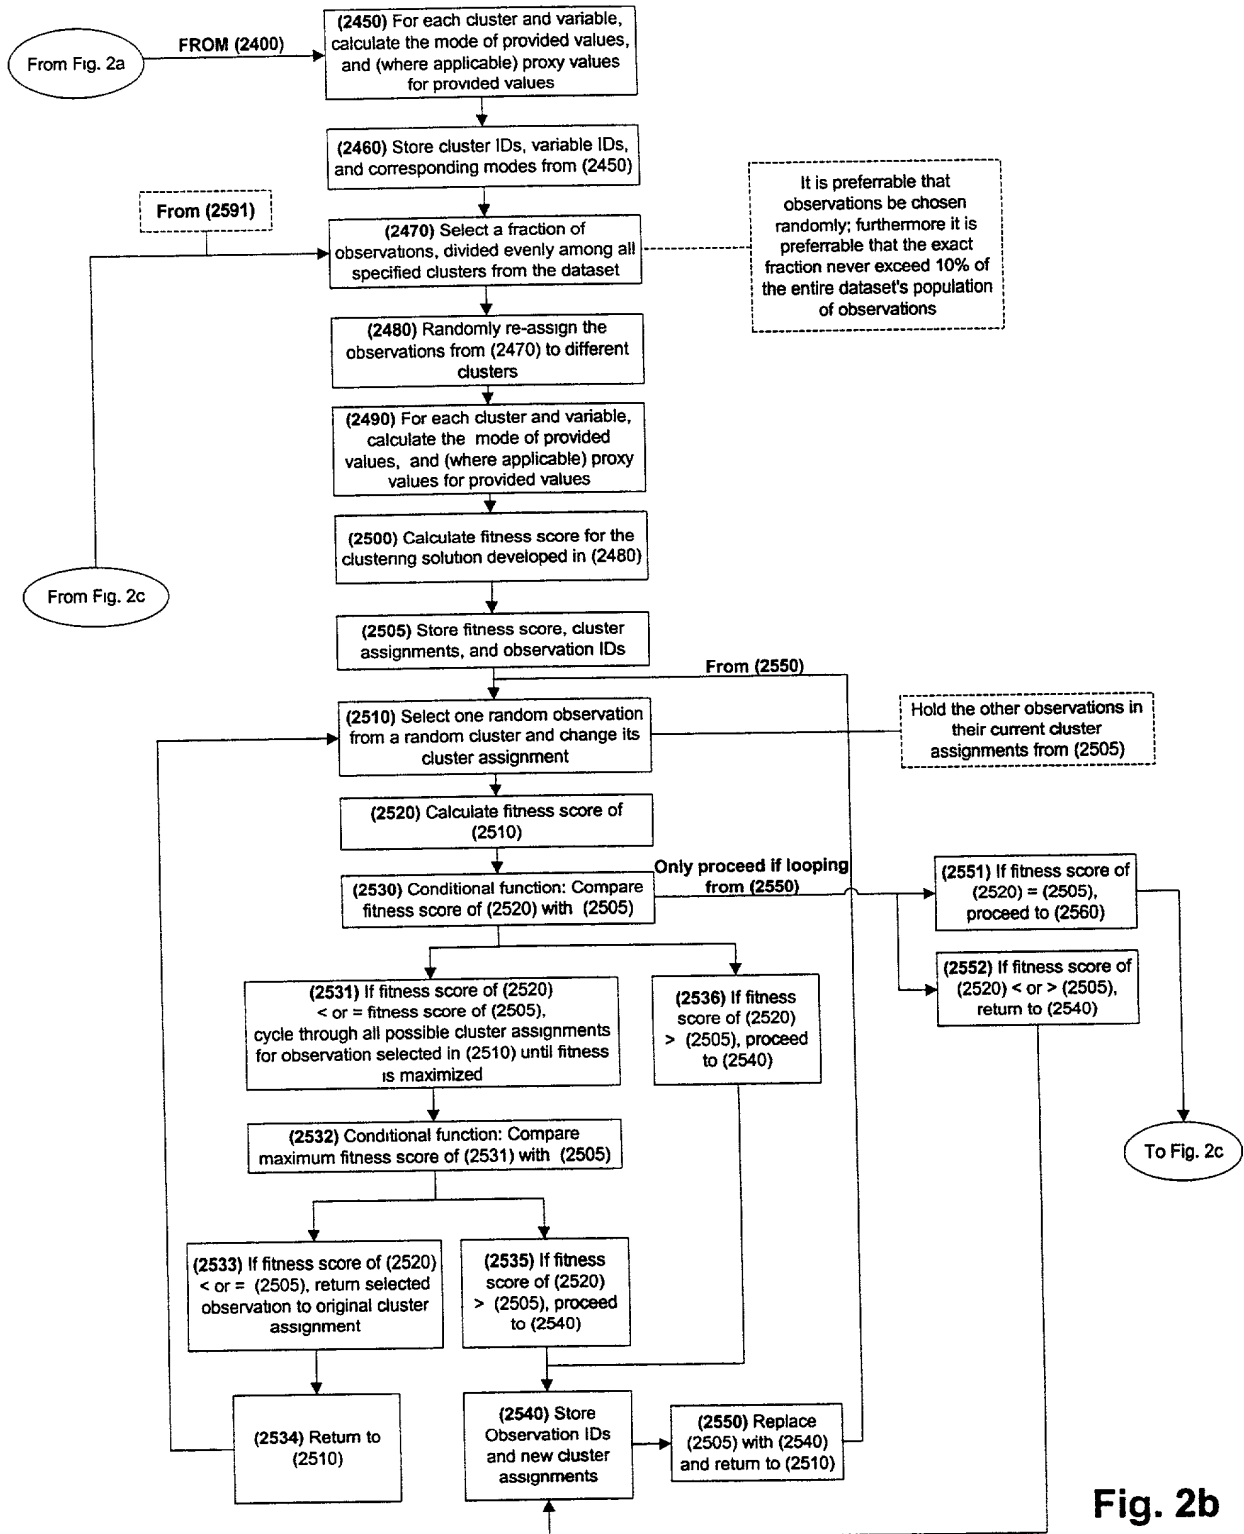 (2450) For each cluster and variable,
calculate the mode of provided values,
and (where applicable) proxy values
for provided values
From Fig. 2a
FROM (2400)
(2460) Store cluster IDs, variable IDs,
and corresponding modes from (2450)
From (2591)
(2470) Select a fraction of
observations, divided evenly among all
specified clusters from the dataset
It is preferrable that
observations be chosen
randomly; furthermore it is
preferrable that the exact
fraction never exceed 10% of
the entire dataset's population
of observations
(2480) Randomly re-assign the
observations from (2470) to different
clusters
(2490) For each cluster and variable,
calculate the mode of provided
values, and (where applicable) proxy
values for provided values
(2500) Calculate fitness score for the
clustering solution developed in (2480)
From Fig. 2c
(2505) Store fitness score, cluster
assignments, and observation IDs
From (2550)
(2510) Select one random observation
from a random cluster and change its
cluster assignment
Hold the other observations in
their current cluster
assignments from (2505)
(2520) Calculate fitness score of
(2510)
Only proceed if looping
from (2550)
(2530) Conditional function: Compare
fitness score of (2520) with (2505)
(2551) If fitness score of
(2520) = (2505),
proceed to (2560)
(2552) If fitness score of
(2520) < or > (2505),
return to (2540)
(2531) If fitness score of (2520)
< or = fitness score of (2505),
cycle through all possible cluster assignments
for observation selected in (2510) until fitness
is maximized
(2536) If fitness
score of (2520)
> (2505), proceed
to (2540)
(2532) Conditional function: Compare
maximum fitness score of (2531) with (2505)
To Fig. 2c
(2533) If fitness score of (2520)
< or = (2505), return selected
observation to original cluster
assignment
(2535) If fitness
score of (2520)
> (2505), proceed
to (2540)
(2534) Return to
(2510)
(2540) Store
Observation IDs
and new cluster
assignments
(2550) Replace
(2505) with (2540)
and return to (2510)
Fig. 2b